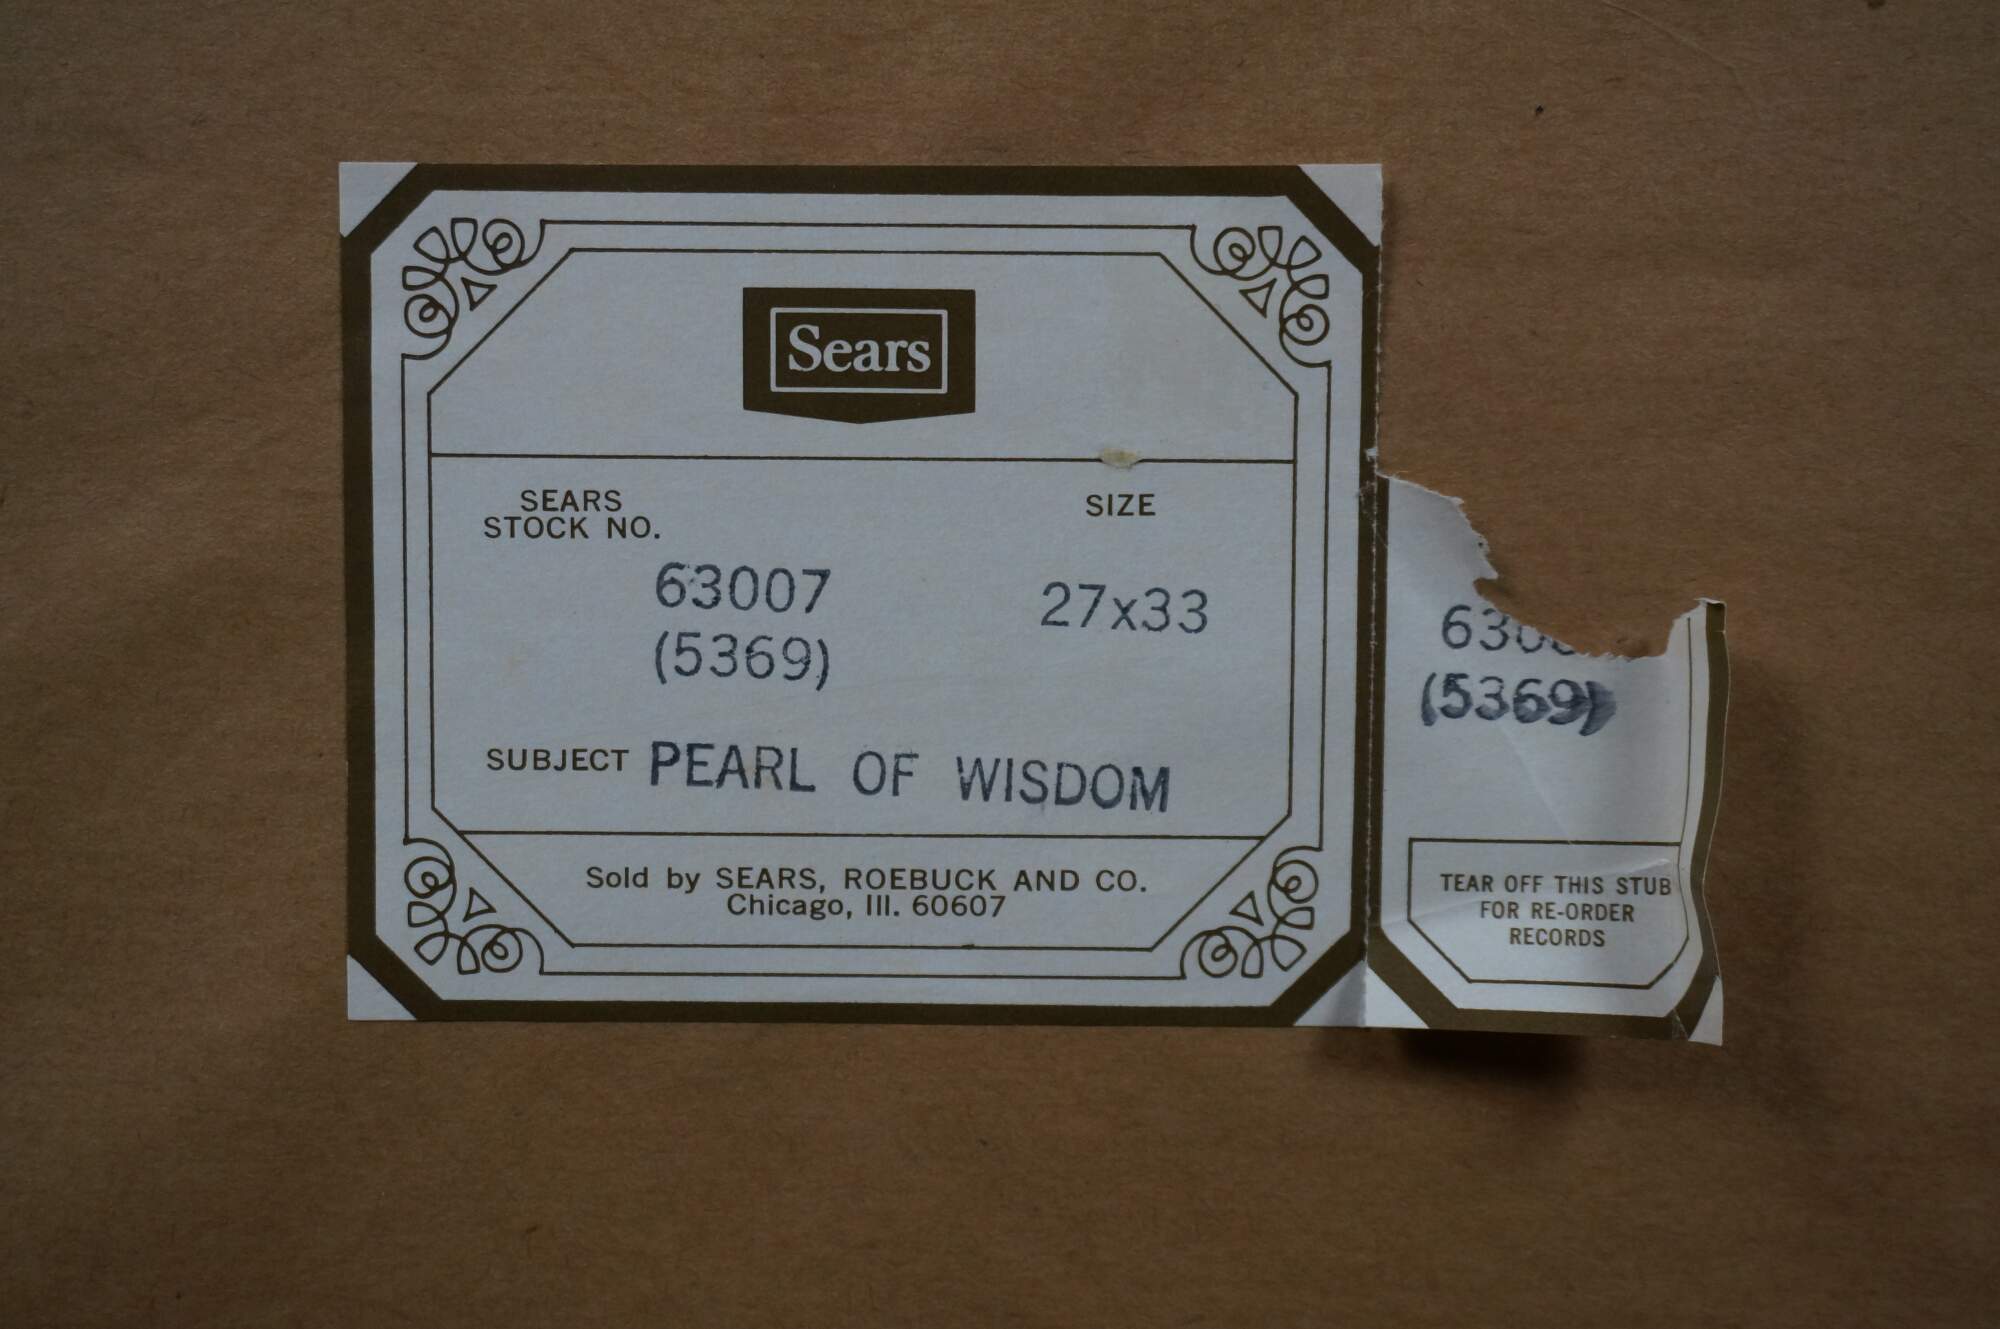 Sears
SEARS
STOCK NO.
SIZE
63007
27x33
(5369)
SUBJECT PEARL OF WISDOM
Sold by SEARS, ROEBUCK AND CO.
Chicago, Ill. 60607
(5369)
TEAR OFF THIS STUB
FOR RE-ORDER
RECORDS